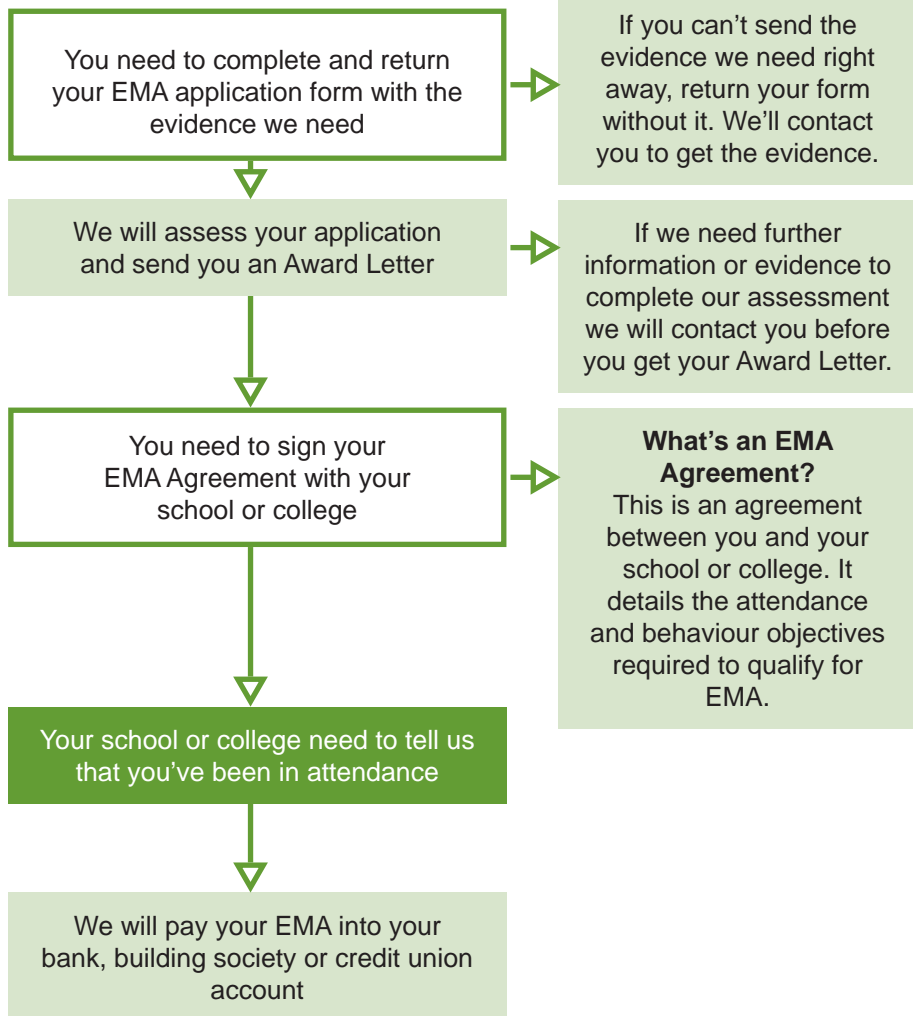 You need to complete and return
your EMA application form with the
evidence we need
If you can’t send the
evidence we need right
away, return your form
without it. We’ll contact
you to get the evidence.
We will assess your application
and send you an Award Letter
If we need further
information or evidence to
complete our assessment
we will contact you before
you get your Award Letter.
You need to sign your
EMA Agreement with your
school or college
What’s an EMA
Agreement?
This is an agreement
between you and your
school or college. It
details the attendance
and behaviour objectives
required to qualify for
EMA.
Your school or college need to tell us
that you’ve been in attendance
We will pay your EMA into your
bank, building society or credit union
account